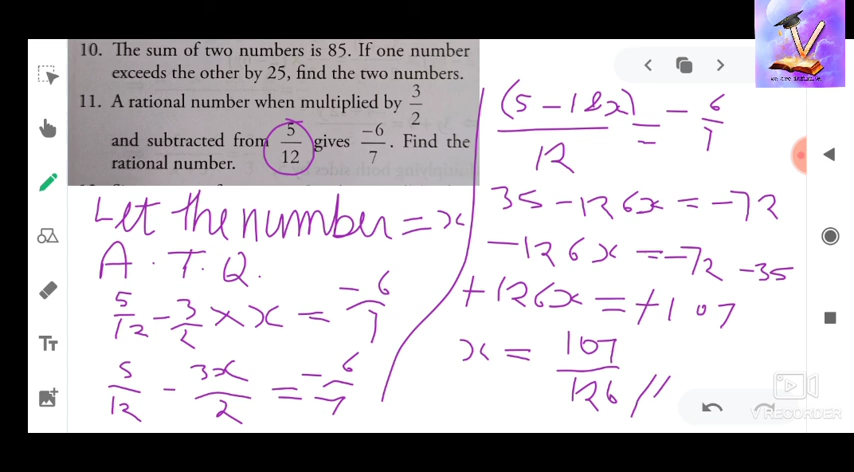 10. The sum of two numbers is 85. If one number
exceeds the other by 25, find the two numbers.
11. A rational number when multiplied by 3/2
and subtracted from 5/12 gives -6/7. Find the
rational number.
Let the number = x
A.T.Q.
5/12 - 3/2 × x = -6/7
5/12 - 3x/2 = -6/7
(5-18x)/12 = -6/7
35 - 126x = -72
-126x = -72 -35
+126x = +107
x = 107/126 //
V
Tт
V RECORDER